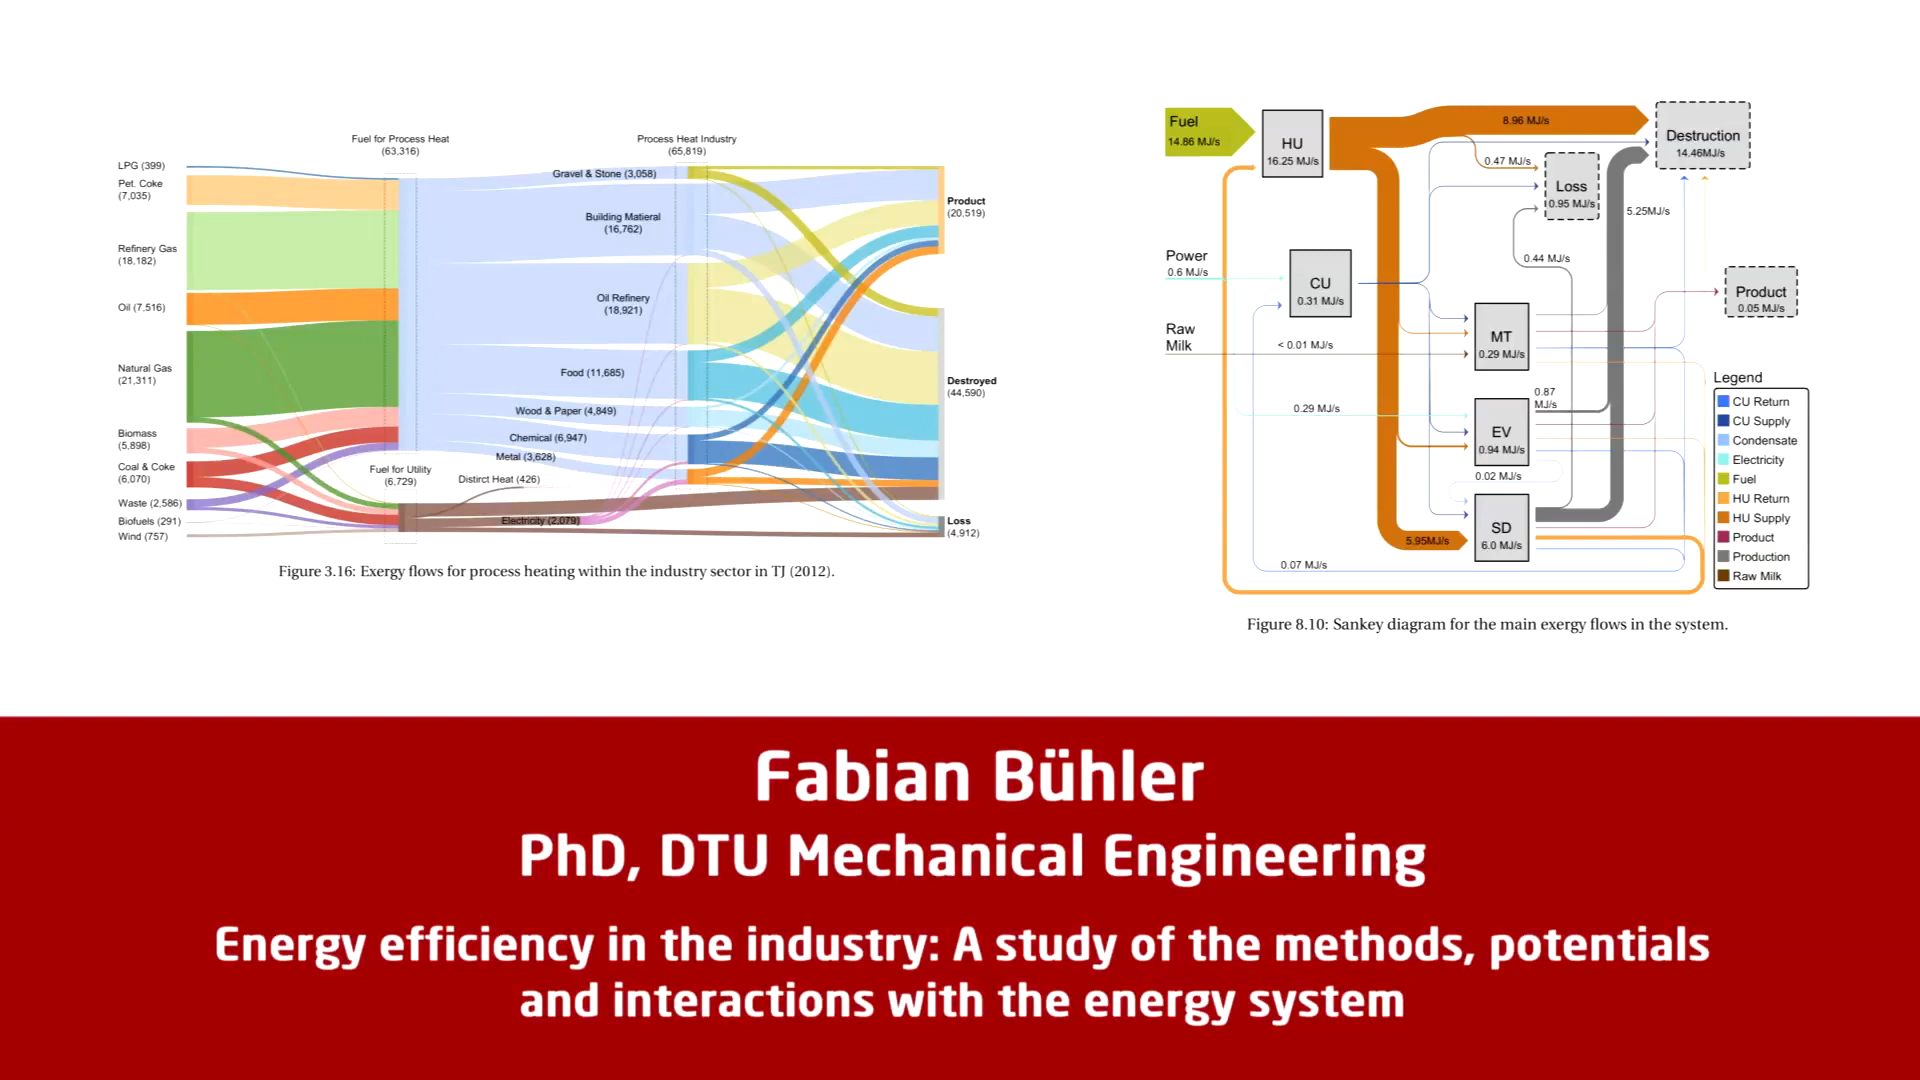 Fuel for Process Heat
(63,316)
Process Heat Industry
(65,819)
LPG (399)
Pet. Coke
(7,035)
Refinery Gas
(18,182)
Oil (7,516)
Natural Gas
(21,311)
Biomass
(5,898)
Coal & Coke
(6,070)
Waste (2,586)
Biofuels (291)
Wind (757)
Fuel for Utility
(6,729)
Gravel & Stone (3,058)
Building Matieral
(16,762)
Oil Refinery
(18,921)
Food (11,685)
Wood & Paper (4,849)
Chemical (6,947)
Metal (3,628)
Distirct Heat (426)
Electricity (2,079)
Product
(20,519)
Destroyed
(44,590)
Loss
(4,912)
Figure 3.16: Exergy flows for process heating within the industry sector in TJ (2012).
Fuel
14.86 MJ/s
HU
16.25 MJ/s
8.96 MJ/s
Destruction
14.46MJ/s
0.47 MJ/s
Loss
0.95 MJ/s
5.25MJ/s
Power
0.6 MJ/s
CU
0.31 MJ/s
0.44 MJ/s
Product
0.05 MJ/s
Raw
Milk
< 0.01 MJ/s
MT
0.29 MJ/s
0.29 MJ/s
0.87
MJ/s
EV
0.94 MJ/s
0.02 MJ/s
SD
6.0 MJ/s
5.95MJ/s
0.07 MJ/s
Legend
CU Return
CU Supply
Condensate
Electricity
Fuel
HU Return
HU Supply
Product
Production
Raw Milk
Figure 8.10: Sankey diagram for the main exergy flows in the system.
Fabian Bühler
PhD, DTU Mechanical Engineering
Energy efficiency in the industry: A study of the methods, potentials
and interactions with the energy system